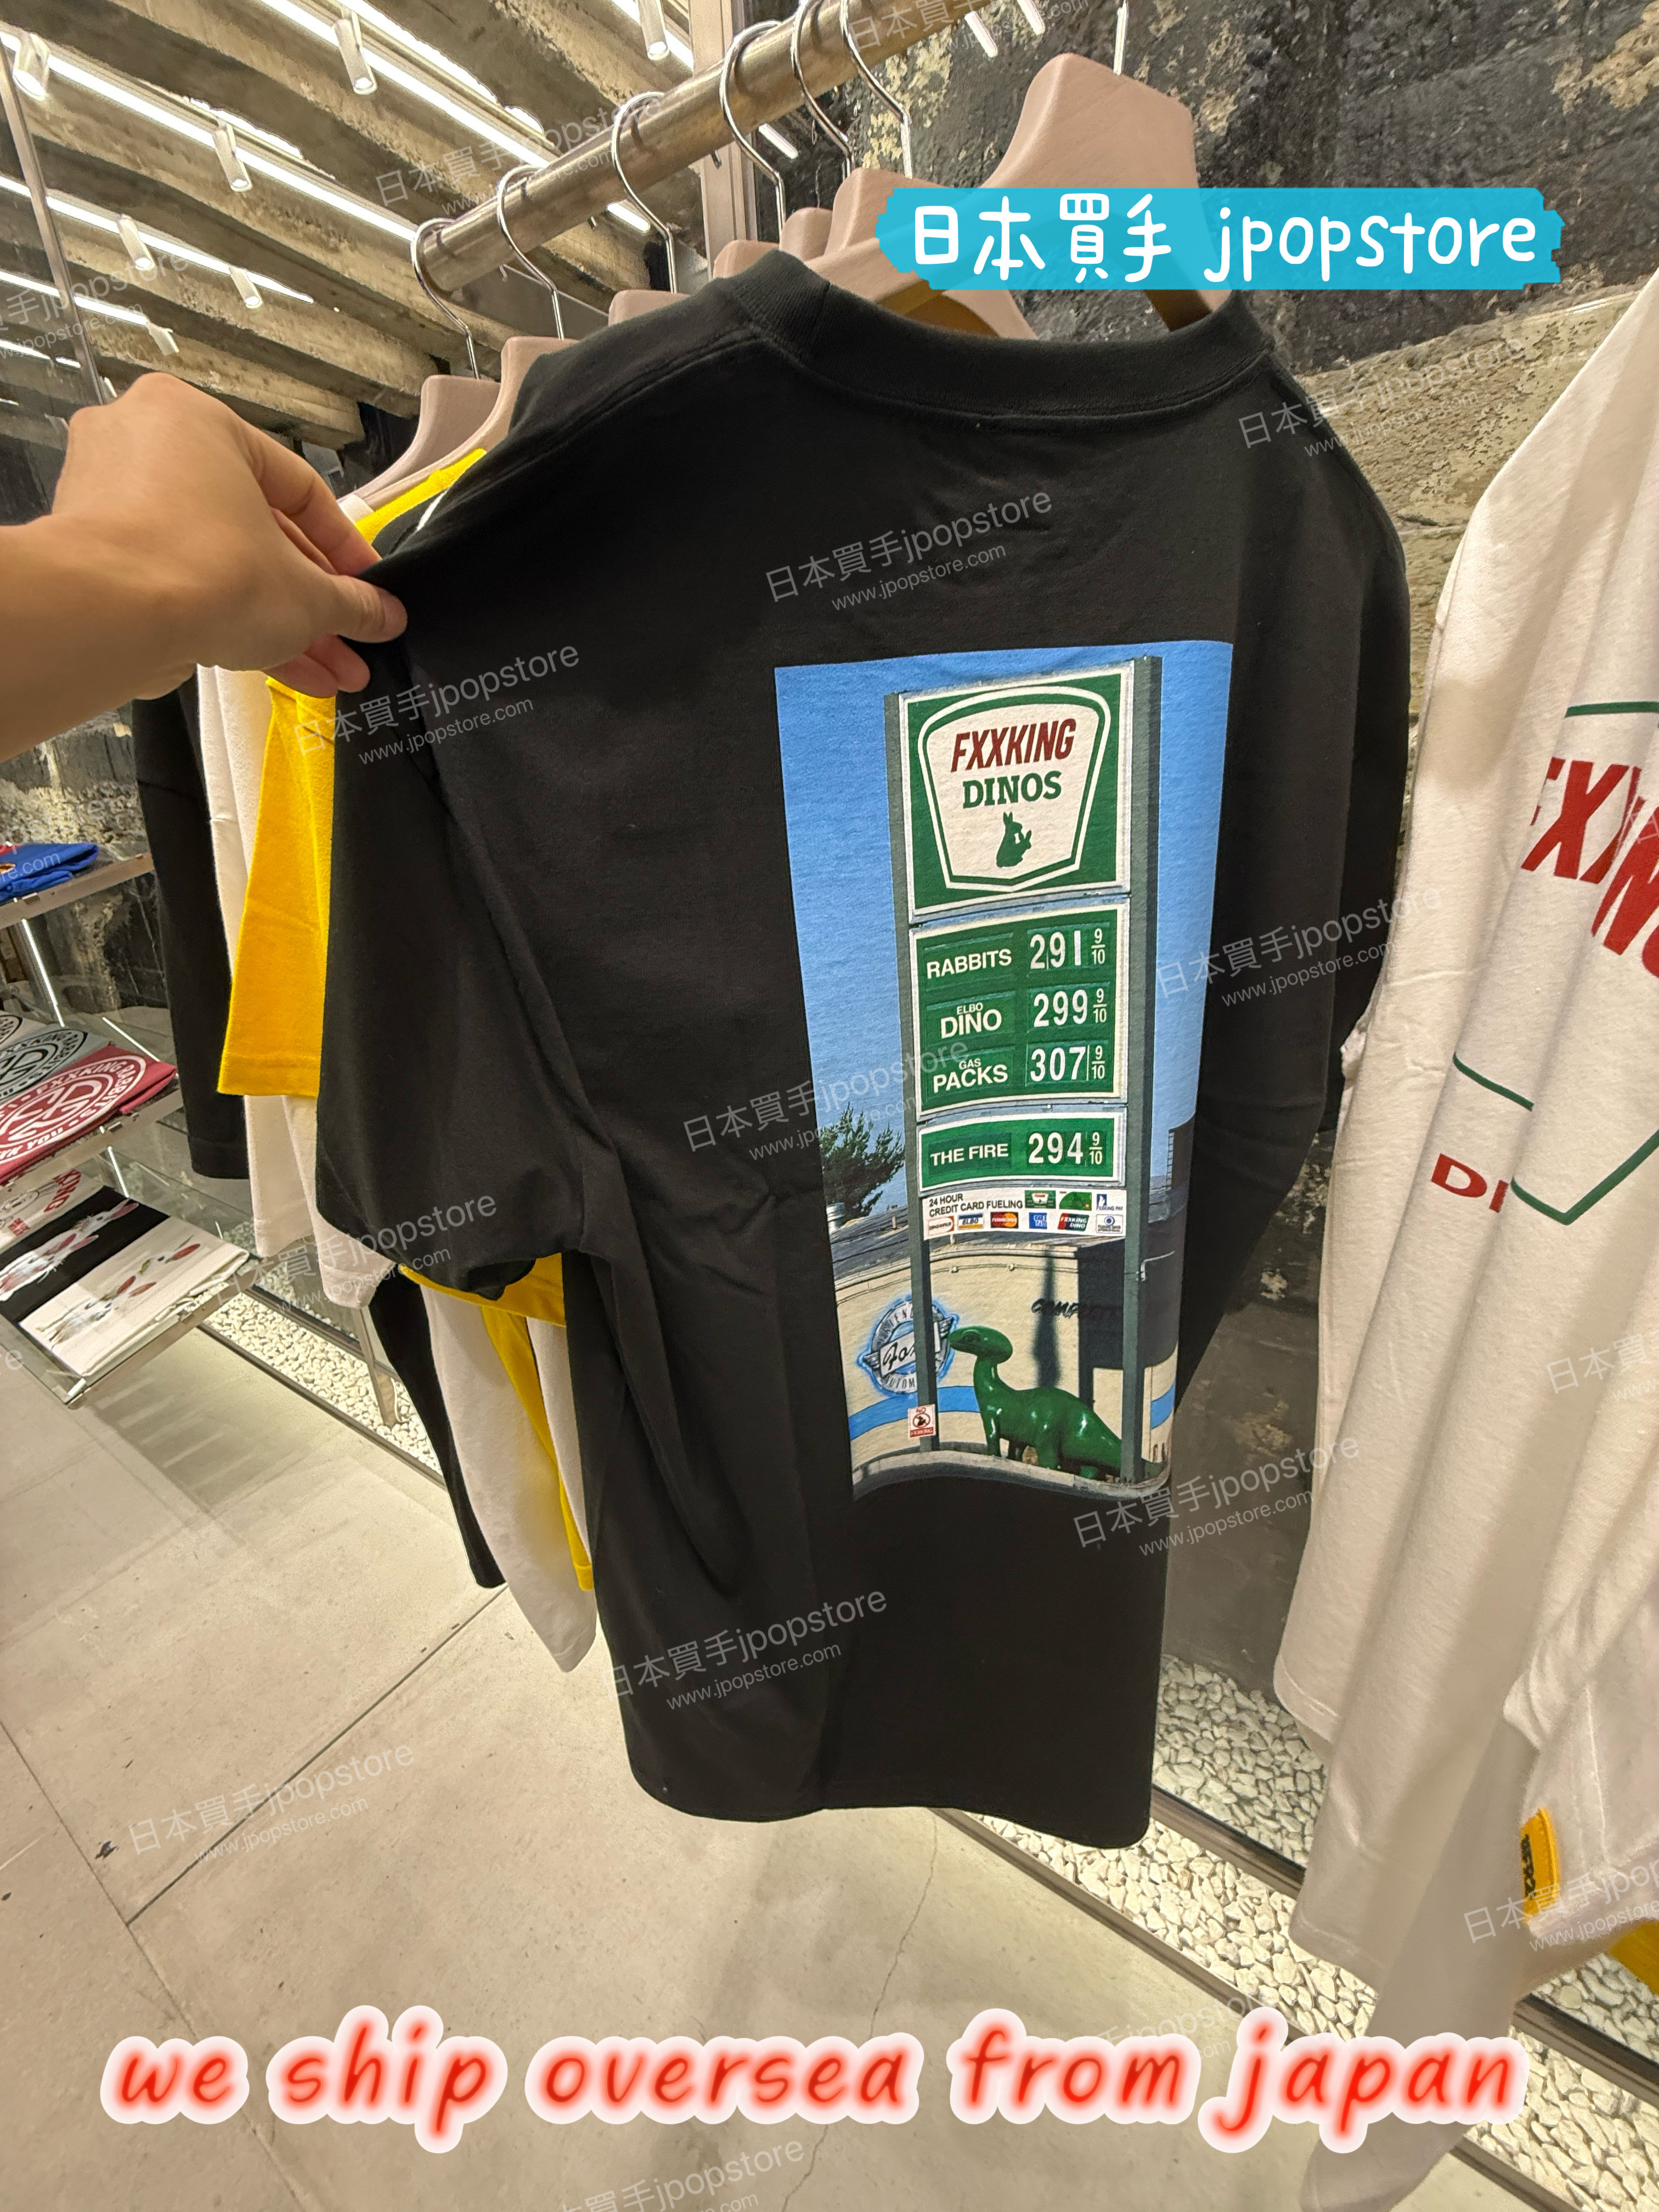 日本買手 jpopstore
FXXKING
DINOS
RABBITS 291 9/10
ELBO
DINO 299 9/10
GAS
PACKS 307 9/10
THE FIRE 294 9/10
24 HOUR
CREDIT CARD FUELING
NO
DI
日本買手jpopstore
www.jpopstore.com
we ship oversea from japan